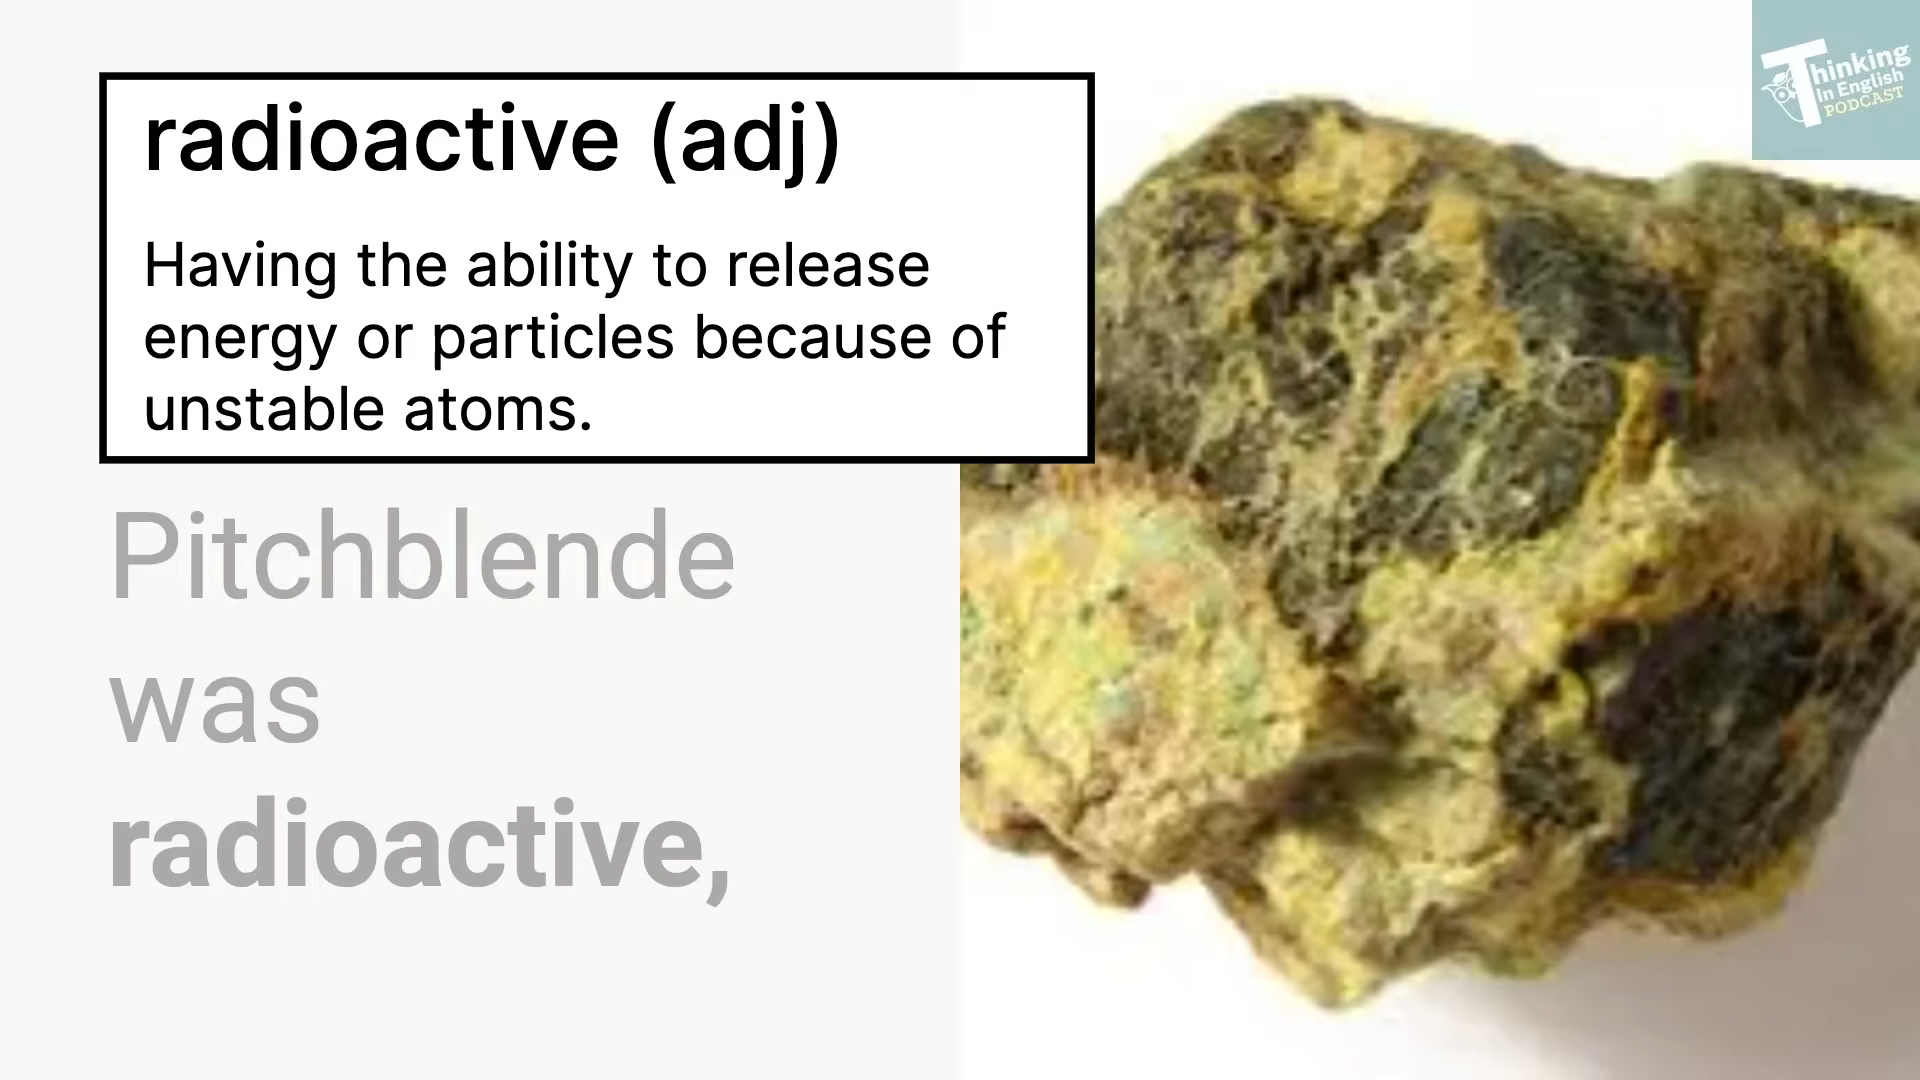 Thinking
In English
PODCAST
radioactive (adj)
Having the ability to release
energy or particles because of
unstable atoms.
Pitchblende
was
radioactive,